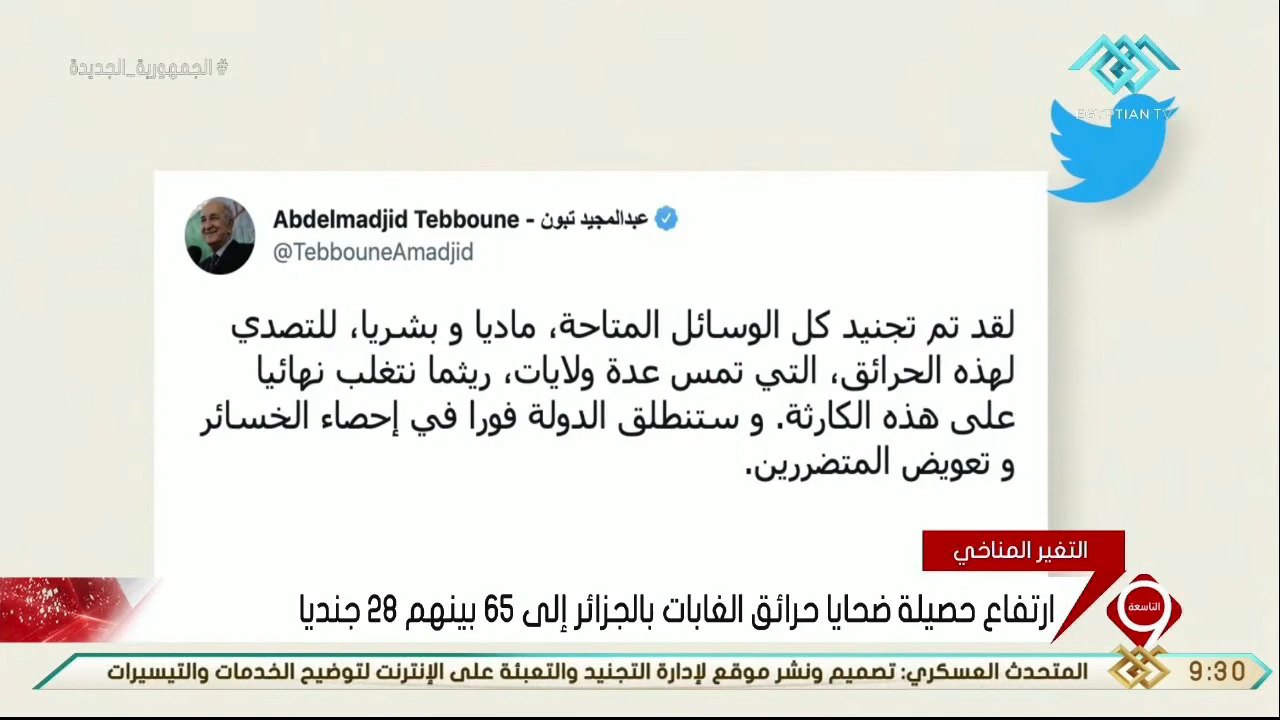 # الجمهورية_الجديدة
EGYPTIAN TV
Abdelmadjid Tebboune - عبدالمجيد تبون
@TebbouneAmadjid
لقد تم تجنيد كل الوسائل المتاحة، ماديا و بشريا، للتصدي
لهذه الحرائق، التي تمس عدة ولايات، ريثما نتغلب نهائيا
على هذه الكارثة. و ستنطلق الدولة فورا في إحصاء الخسائر
و تعويض المتضررين.
التغير المناخي
ارتفاع حصيلة ضحايا حرائق الغابات بالجزائر إلى 65 بينهم 28 جنديا
التاسعة
9
المتحدث العسكري: تصميم ونشر موقع لإدارة التجنيد والتعبئة على الإنترنت لتوضيح الخدمات والتيسيرات
9:30